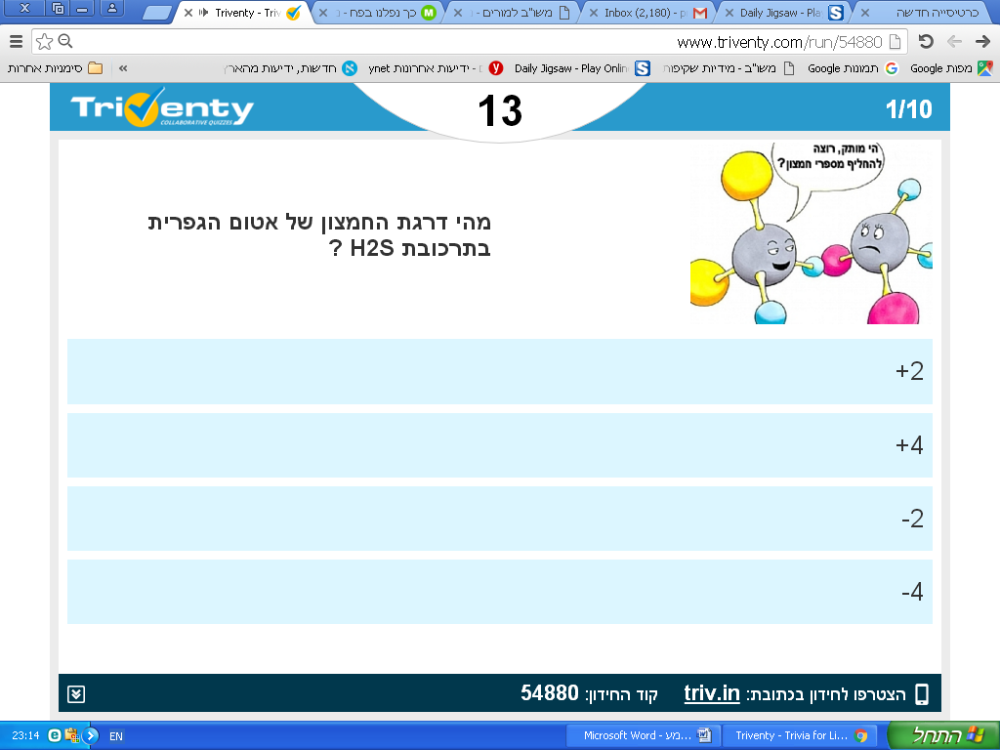 Triventy - Triv
כך נפלנו בפח -
משו"ב למורים -
Inbox (2,180) - p
Daily Jigsaw - Pla
כרטיסייה חדשה
www.triventy.com/run/54880
סימניות אחרות
»
חדשות, ידיעות מהארץ
ynet - ידיעות אחרונות
Daily Jigsaw - Play Onlin
משו"ב - מידיות שקיפות
תמונות Google
מפות Google
Triventy
COLLABORATIVE QUIZZES
13
1/10
הי מותק, רוצה
להחליף מספרי חמצון?
מהי דרגת החמצון של אטום הגפרית
בתרכובת H2S ?
+2
+4
-2
-4
הצטרפו לחידון בכתובת: triv.in קוד החידון: 54880
התחל
Triventy - Trivia for Li...
Microsoft Word - מע...
EN
23:14